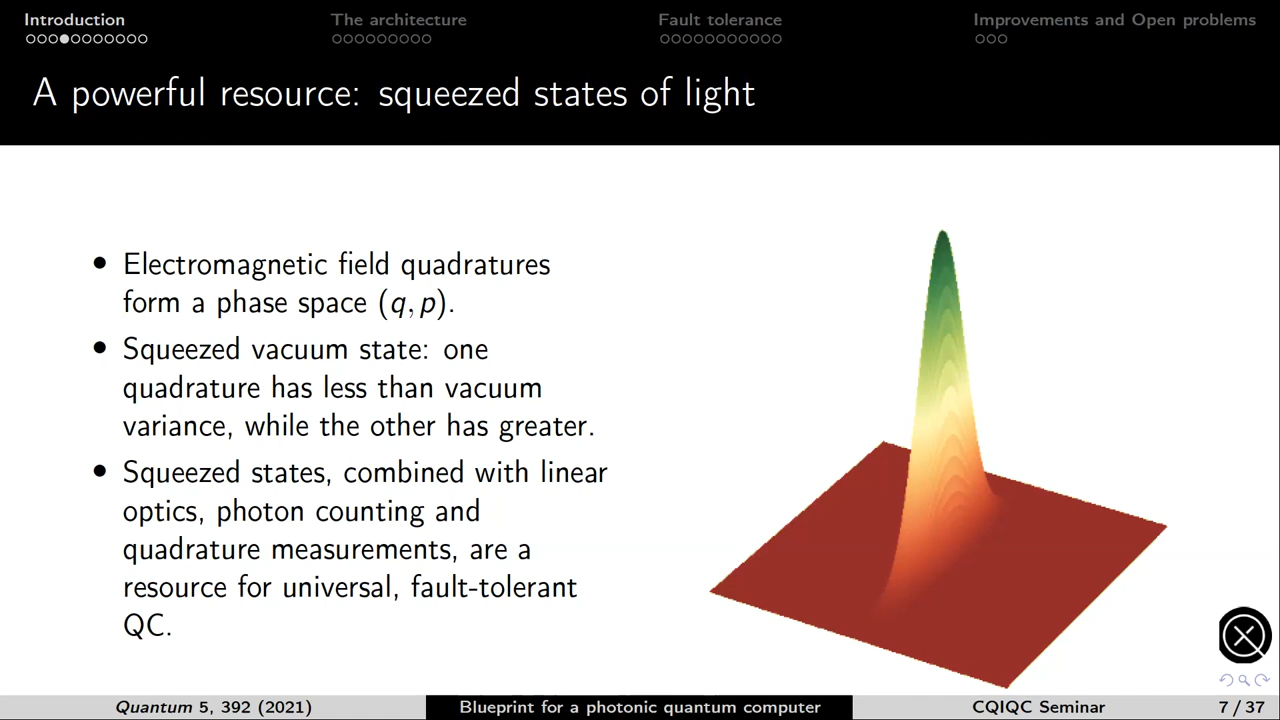 Introduction
The architecture
Fault tolerance
Improvements and Open problems
A powerful resource: squeezed states of light
• Electromagnetic field quadratures
form a phase space (q, p).
• Squeezed vacuum state: one
quadrature has less than vacuum
variance, while the other has greater.
• Squeezed states, combined with linear
optics, photon counting and
quadrature measurements, are a
resource for universal, fault-tolerant
QC.
Quantum 5, 392 (2021)
Blueprint for a photonic quantum computer
CQIQC Seminar
7 / 37